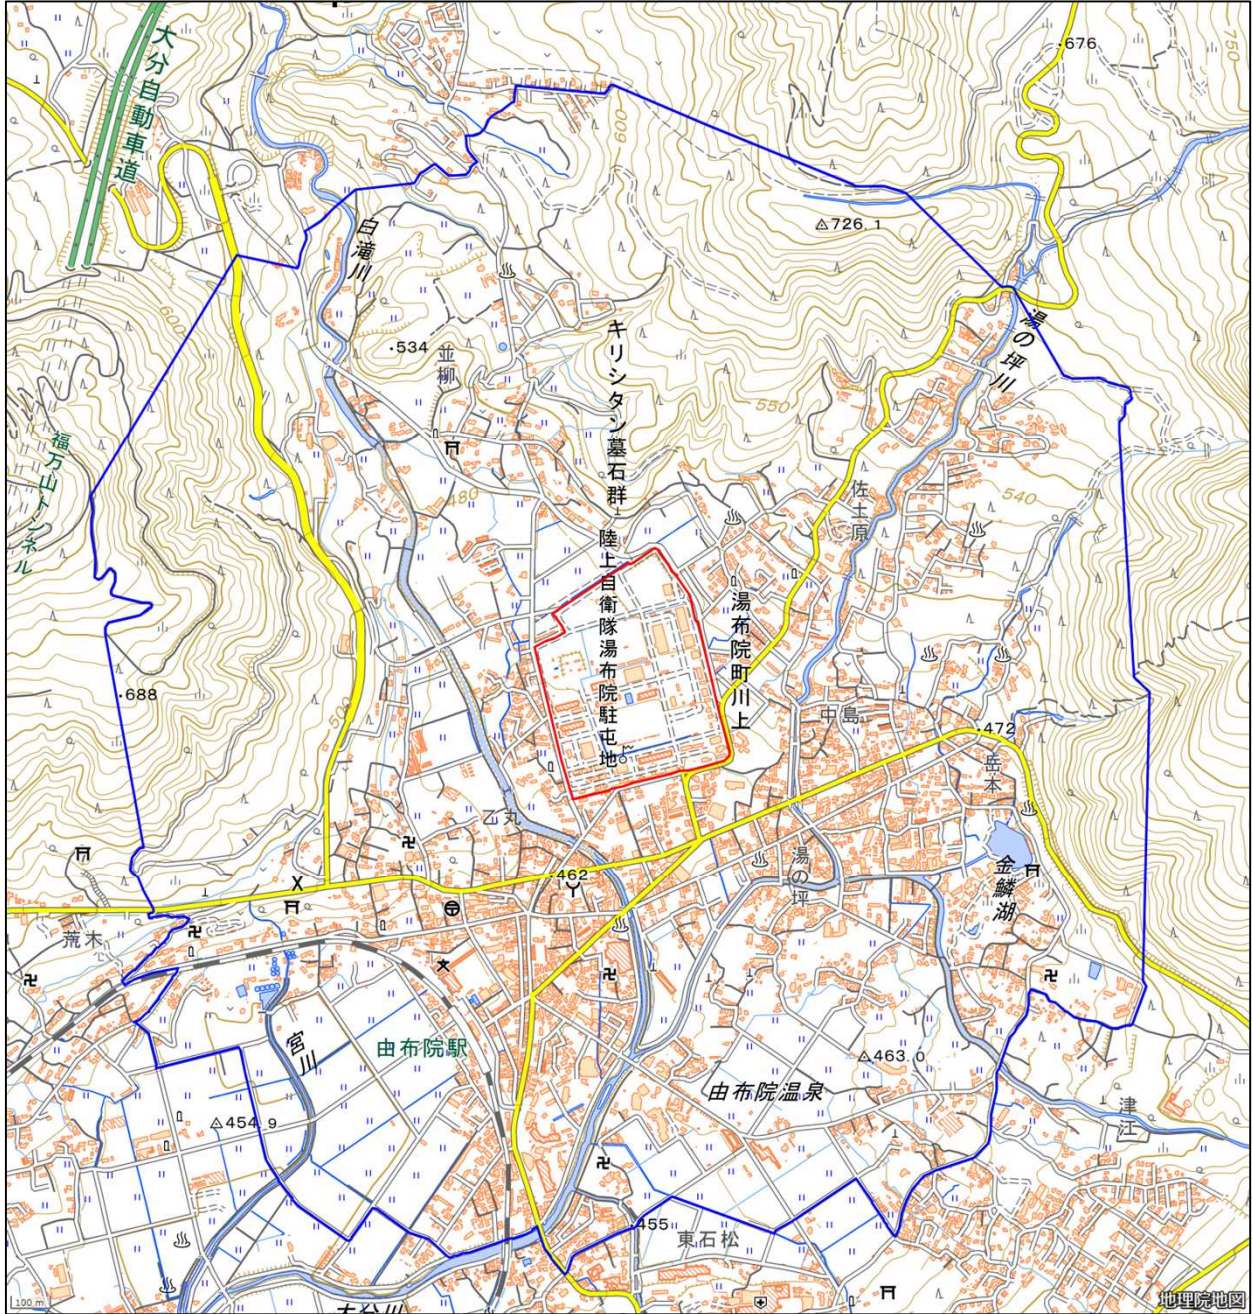 大分自動車道
676
750
600
726.1
白滝川
湯の坪川
600
534
並柳
キリシタン墓石群
550
福万山トンネル
480
佐土原
540
陸上自衛隊湯布院駐屯地
湯布院町川上
688
500
中島
472
岳本
乙丸
462
湯の坪
金鱗湖
荒木
宮川
由布院駅
463.0
由布院温泉
津江
454.9
455
東石松
大分川
100 m
地理院地図